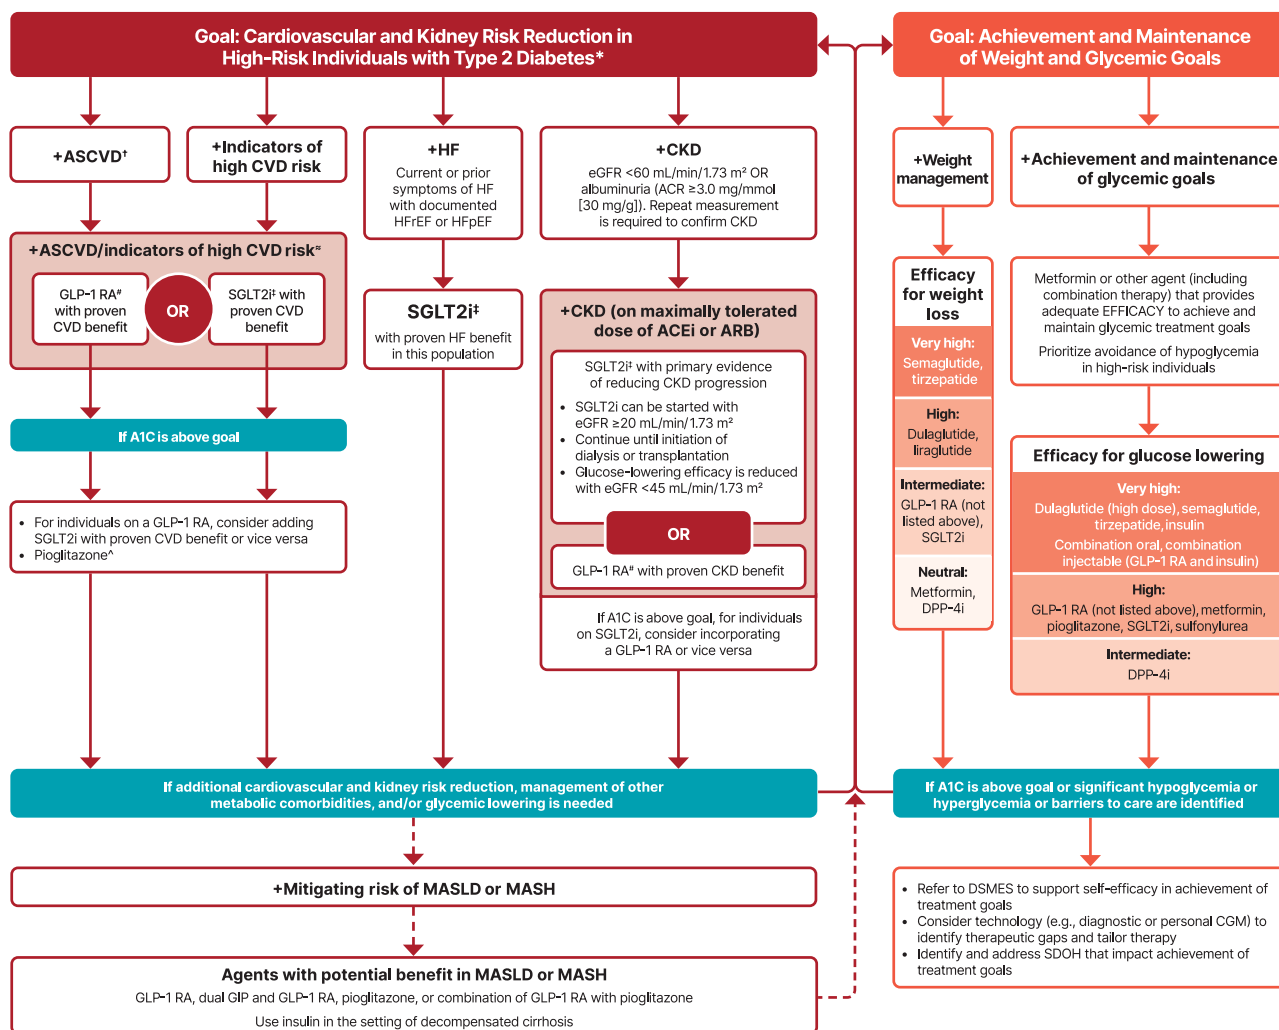 Goal: Cardiovascular and Kidney Risk Reduction in
High-Risk Individuals with Type 2 Diabetes*
+ASCVD†
+Indicators of
high CVD risk
+HF
Current or prior
symptoms of HF
with documented
HFrEF or HFpEF
+CKD
eGFR <60 mL/min/1.73 m² OR
albuminuria (ACR ≥3.0 mg/mmol
[30 mg/g]). Repeat measurement
is required to confirm CKD
+ASCVD/indicators of high CVD risk≈
GLP-1 RA#
with proven
CVD benefit
OR
SGLT2i‡ with
proven CVD
benefit
SGLT2i‡
with proven HF benefit
in this population
+CKD (on maximally tolerated
dose of ACEi or ARB)
SGLT2i‡ with primary evidence
of reducing CKD progression
• SGLT2i can be started with
eGFR ≥20 mL/min/1.73 m²
• Continue until initiation of
dialysis or transplantation
• Glucose-lowering efficacy is reduced
with eGFR <45 mL/min/1.73 m²
OR
GLP-1 RA# with proven CKD benefit
If A1C is above goal, for individuals
on SGLT2i, consider incorporating
a GLP-1 RA or vice versa
If A1C is above goal
• For individuals on a GLP-1 RA, consider adding
SGLT2i with proven CVD benefit or vice versa
• Pioglitazone^
If additional cardiovascular and kidney risk reduction, management of other
metabolic comorbidities, and/or glycemic lowering is needed
+Mitigating risk of MASLD or MASH
Agents with potential benefit in MASLD or MASH
GLP-1 RA, dual GIP and GLP-1 RA, pioglitazone, or combination of GLP-1 RA with pioglitazone
Use insulin in the setting of decompensated cirrhosis
Goal: Achievement and Maintenance
of Weight and Glycemic Goals
+Weight
management
+Achievement and maintenance
of glycemic goals
Efficacy
for weight
loss
Very high:
Semaglutide,
tirzepatide
High:
Dulaglutide,
liraglutide
Intermediate:
GLP-1 RA (not
listed above),
SGLT2i
Neutral:
Metformin,
DPP-4i
Metformin or other agent (including
combination therapy) that provides
adequate EFFICACY to achieve and
maintain glycemic treatment goals
Prioritize avoidance of hypoglycemia
in high-risk individuals
Efficacy for glucose lowering
Very high:
Dulaglutide (high dose), semaglutide,
tirzepatide, insulin
Combination oral, combination
injectable (GLP-1 RA and insulin)
High:
GLP-1 RA (not listed above), metformin,
pioglitazone, SGLT2i, sulfonylurea
Intermediate:
DPP-4i
If A1C is above goal or significant hypoglycemia or
hyperglycemia or barriers to care are identified
• Refer to DSMES to support self-efficacy in achievement of
treatment goals
• Consider technology (e.g., diagnostic or personal CGM) to
identify therapeutic gaps and tailor therapy
• Identify and address SDOH that impact achievement of
treatment goals